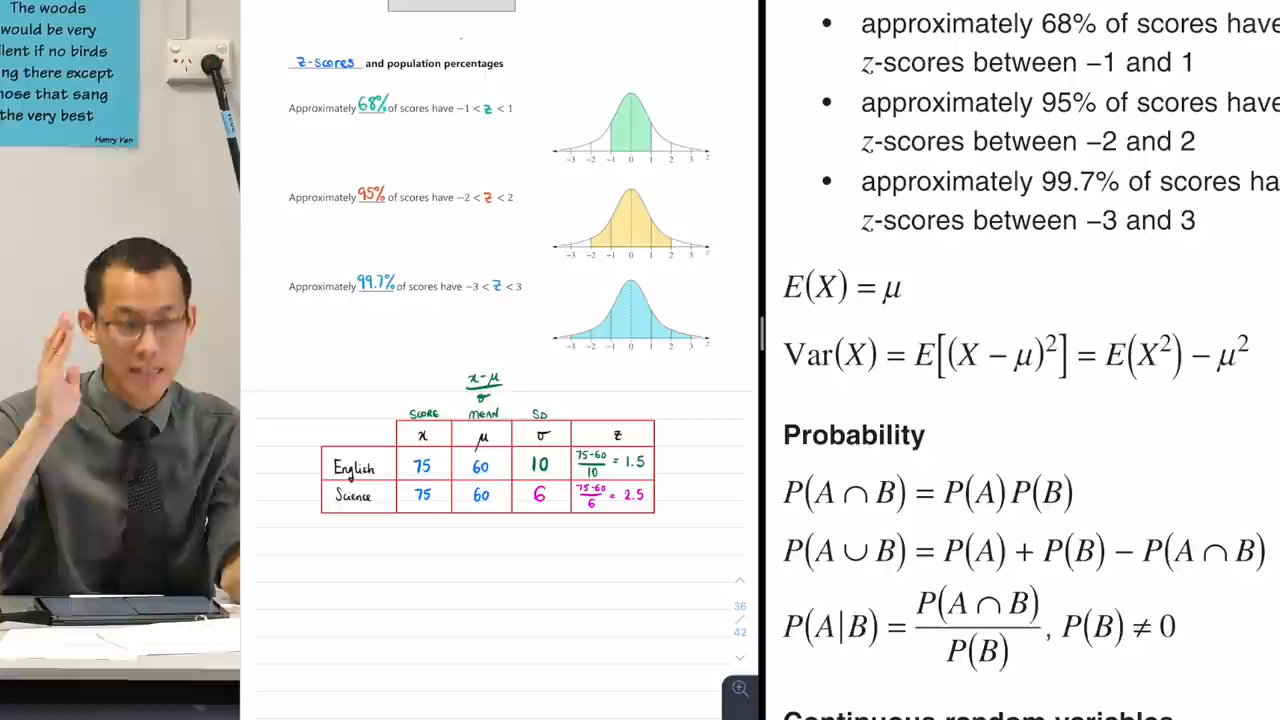 The woods
would be very
lent if no birds
ng there except
hose that sang
the very best
Henry Van
z-scores and population percentages
Approximately 68% of scores have −1 < z < 1
-3 -2 -1 0 1 2 3 z
Approximately 95% of scores have −2 < z < 2
-3 -2 -1 0 1 2 3 z
Approximately 99.7% of scores have −3 < z < 3
-3 -2 -1 0 1 2 3 z
x-μ
σ
SCORE MEAN SD
x μ σ z
English 75 60 10 75-60/10 = 1.5
Science 75 60 6 75-60/6 = 2.5
36
/
42
• approximately 68% of scores have
z-scores between −1 and 1
• approximately 95% of scores have
z-scores between −2 and 2
• approximately 99.7% of scores ha
z-scores between −3 and 3
E(X) = μ
Var(X) = E[(X − μ)²] = E(X²) − μ²
Probability
P(A ∩ B) = P(A)P(B)
P(A ∪ B) = P(A) + P(B) − P(A ∩ B)
P(A|B) = P(A ∩ B)/P(B), P(B) ≠ 0
Continuous random variables